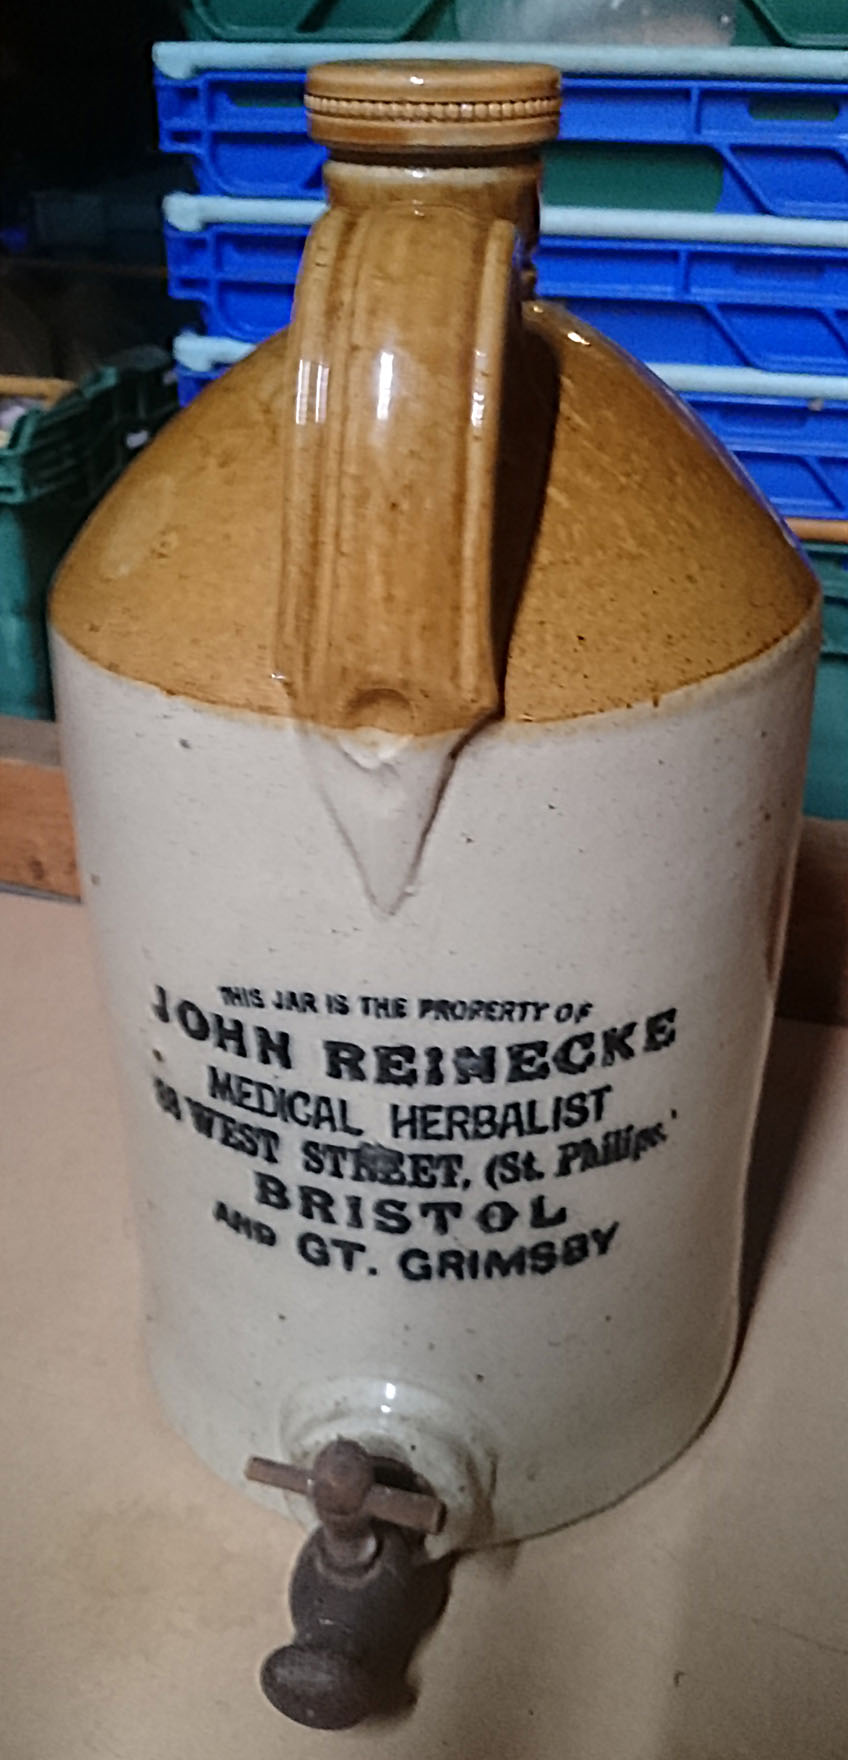 THIS JAR IS THE PROPERTY OF
JOHN REINECKE
MEDICAL HERBALIST
WEST STREET, (St. Philips.
BRISTOL
AND GT. GRIMSBY